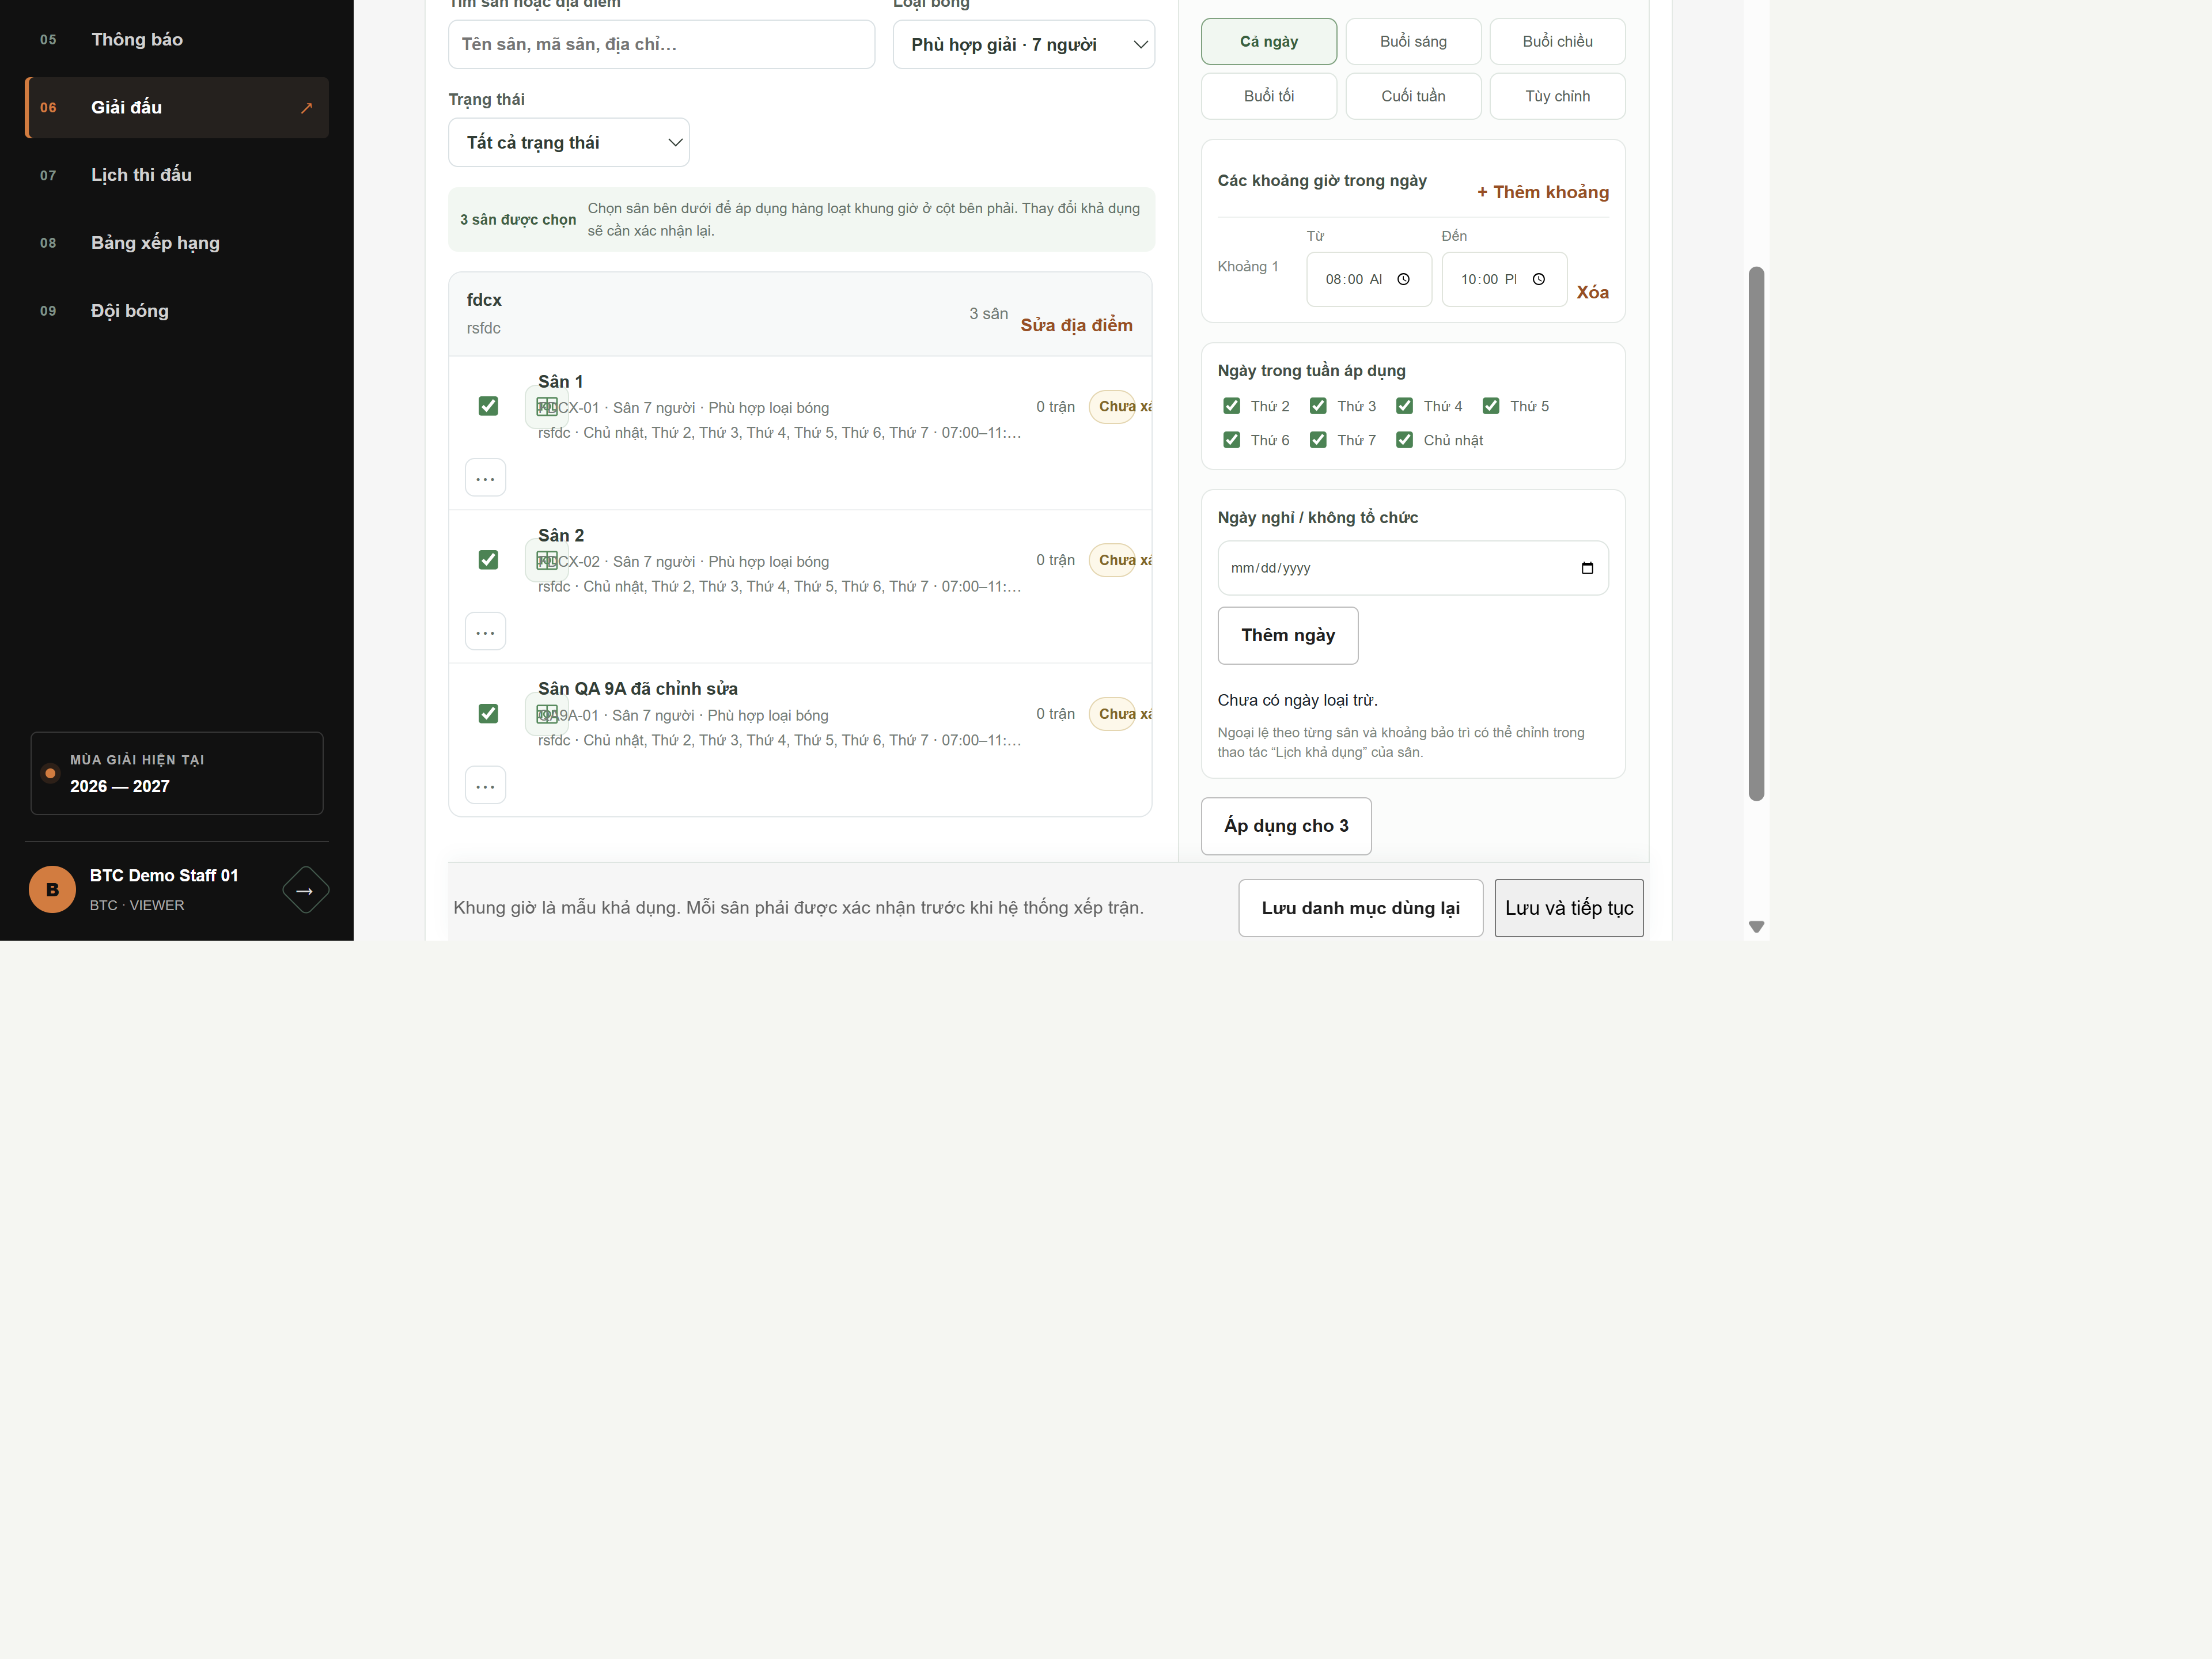 05 Thông báo
06 Giải đấu ↗
07 Lịch thi đấu
08 Bảng xếp hạng
09 Đội bóng
MÙA GIẢI HIỆN TẠI
2026 — 2027
B
BTC Demo Staff 01
BTC · VIEWER
→
Tìm sân hoặc địa điểm
Tên sân, mã sân, địa chỉ...
Loại bóng
Phù hợp giải · 7 người
Trạng thái
Tất cả trạng thái
3 sân được chọn
Chọn sân bên dưới để áp dụng hàng loạt khung giờ ở cột bên phải. Thay đổi khả dụng
sẽ cần xác nhận lại.
fdcx
rsfdc
3 sân
Sửa địa điểm
Sân 1
FDCX-01 · Sân 7 người · Phù hợp loại bóng
rsfdc · Chủ nhật, Thứ 2, Thứ 3, Thứ 4, Thứ 5, Thứ 6, Thứ 7 · 07:00–11:...
0 trận
Chưa xá
...
Sân 2
FDCX-02 · Sân 7 người · Phù hợp loại bóng
rsfdc · Chủ nhật, Thứ 2, Thứ 3, Thứ 4, Thứ 5, Thứ 6, Thứ 7 · 07:00–11:...
0 trận
Chưa xá
...
Sân QA 9A đã chỉnh sửa
QA9A-01 · Sân 7 người · Phù hợp loại bóng
rsfdc · Chủ nhật, Thứ 2, Thứ 3, Thứ 4, Thứ 5, Thứ 6, Thứ 7 · 07:00–11:...
0 trận
Chưa xá
...
Cả ngày
Buổi sáng
Buổi chiều
Buổi tối
Cuối tuần
Tùy chỉnh
Các khoảng giờ trong ngày
+ Thêm khoảng
Từ
Đến
Khoảng 1
08:00 AM
10:00 PM
Xóa
Ngày trong tuần áp dụng
Thứ 2 Thứ 3 Thứ 4 Thứ 5
Thứ 6 Thứ 7 Chủ nhật
Ngày nghỉ / không tổ chức
mm/dd/yyyy
Thêm ngày
Chưa có ngày loại trừ.
Ngoại lệ theo từng sân và khoảng bảo trì có thể chỉnh trong
thao tác “Lịch khả dụng” của sân.
Áp dụng cho 3
Khung giờ là mẫu khả dụng. Mỗi sân phải được xác nhận trước khi hệ thống xếp trận.
Lưu danh mục dùng lại
Lưu và tiếp tục